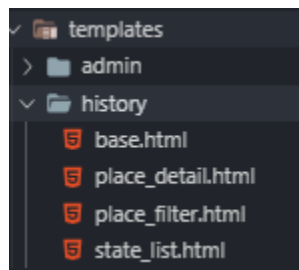 templates
admin
history
base.html
place_detail.html
place_filter.html
state_list.html